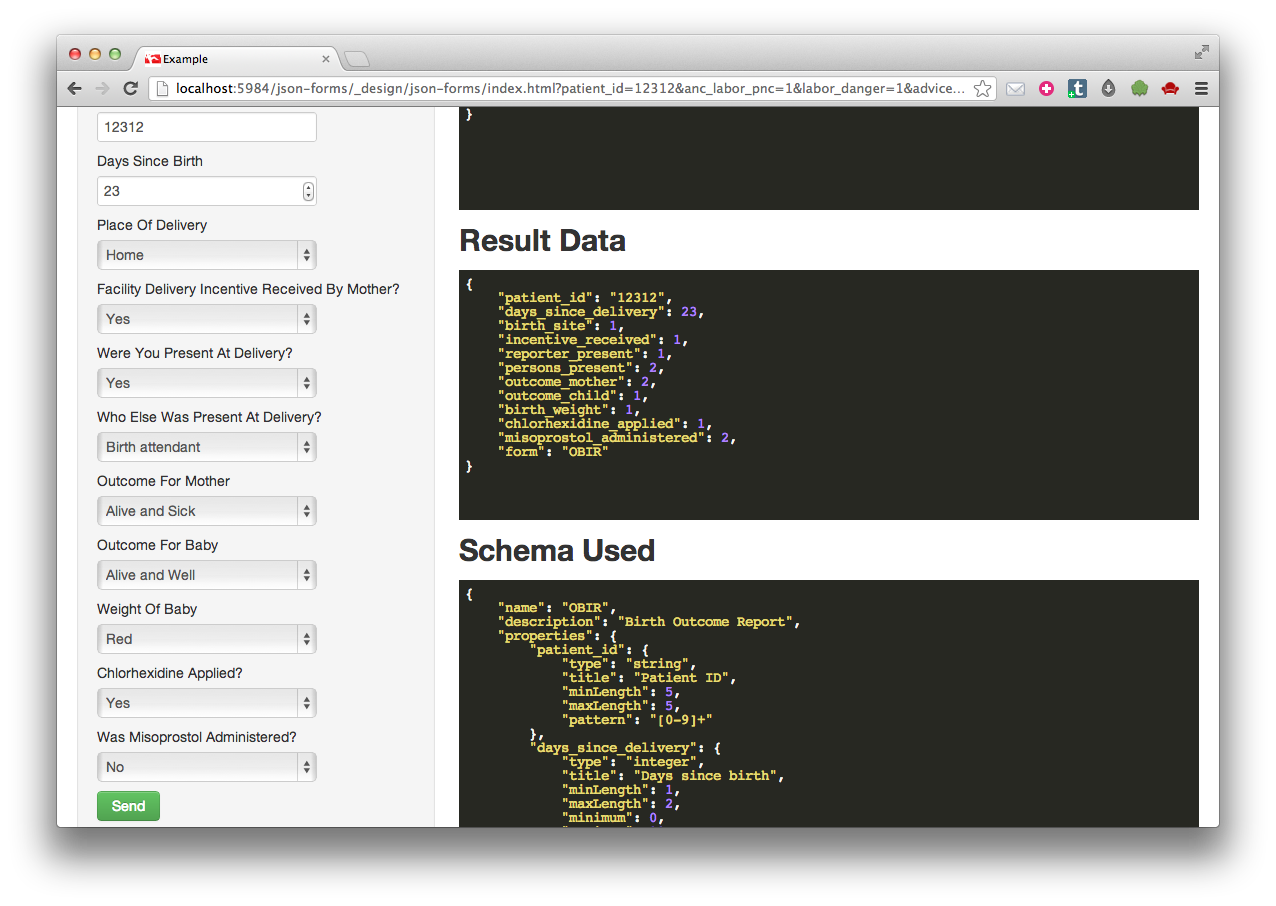 Example
localhost:5984/json-forms/_design/json-forms/index.html?patient_id=12312&anc_labor_pnc=1&labor_danger=1&advice...
12312
Days Since Birth
23
Place Of Delivery
Home
Facility Delivery Incentive Received By Mother?
Yes
Were You Present At Delivery?
Yes
Who Else Was Present At Delivery?
Birth attendant
Outcome For Mother
Alive and Sick
Outcome For Baby
Alive and Well
Weight Of Baby
Red
Chlorhexidine Applied?
Yes
Was Misoprostol Administered?
No
Send
}
Result Data
{
"patient_id": "12312",
"days_since_delivery": 23,
"birth_site": 1,
"incentive_received": 1,
"reporter_present": 1,
"persons_present": 2,
"outcome_mother": 2,
"outcome_child": 1,
"birth_weight": 1,
"chlorhexidine_applied": 1,
"misoprostol_administered": 2,
"form": "OBIR"
}
Schema Used
{
"name": "OBIR",
"description": "Birth Outcome Report",
"properties": {
"patient_id": {
"type": "string",
"title": "Patient ID",
"minLength": 5,
"maxLength": 5,
"pattern": "[0-9]+"
},
"days_since_delivery": {
"type": "integer",
"title": "Days since birth",
"minLength": 1,
"maxLength": 2,
"minimum": 0,